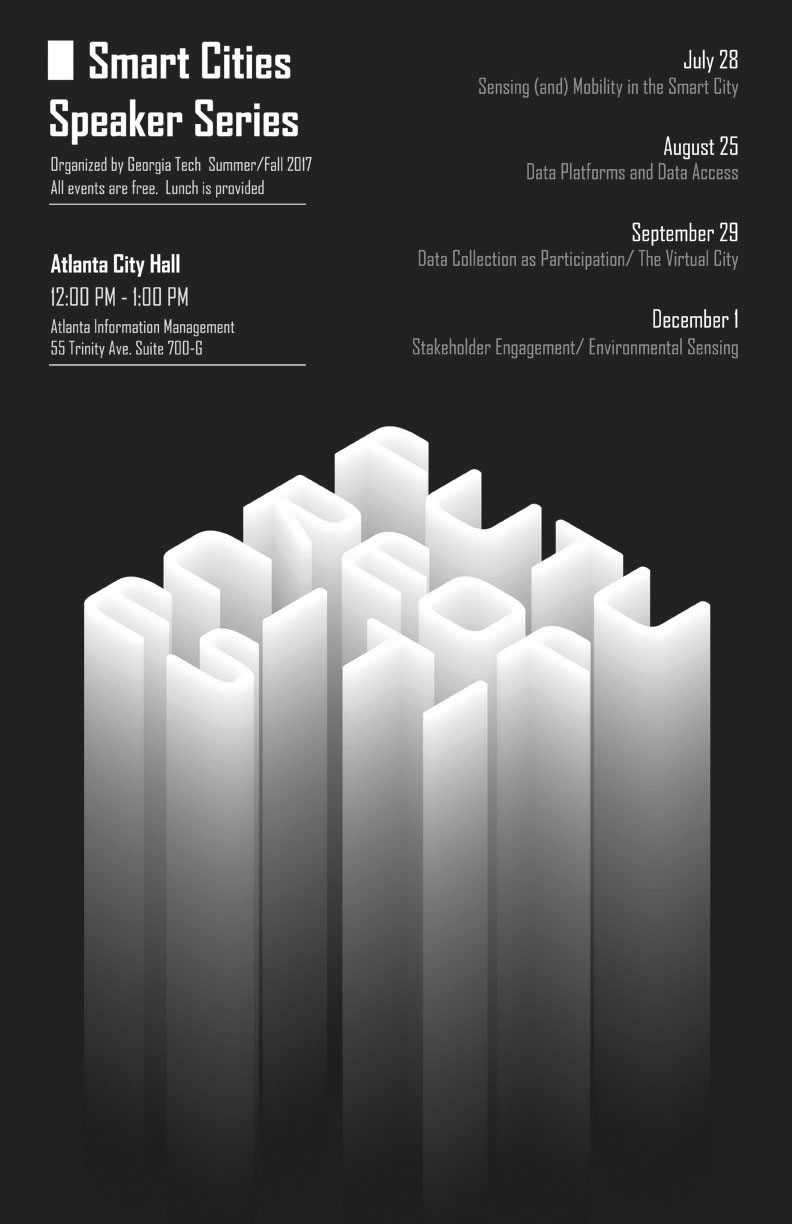 Smart Cities
Speaker Series
Organized by Georgia Tech Summer/Fall 2017
All events are free. Lunch is provided
Atlanta City Hall
12:00 PM - 1:00 PM
Atlanta Information Management
55 Trinity Ave. Suite 700-G
July 28
Sensing (and) Mobility in the Smart City
August 25
Data Platforms and Data Access
September 29
Data Collection as Participation/ The Virtual City
December 1
Stakeholder Engagement/ Environmental Sensing